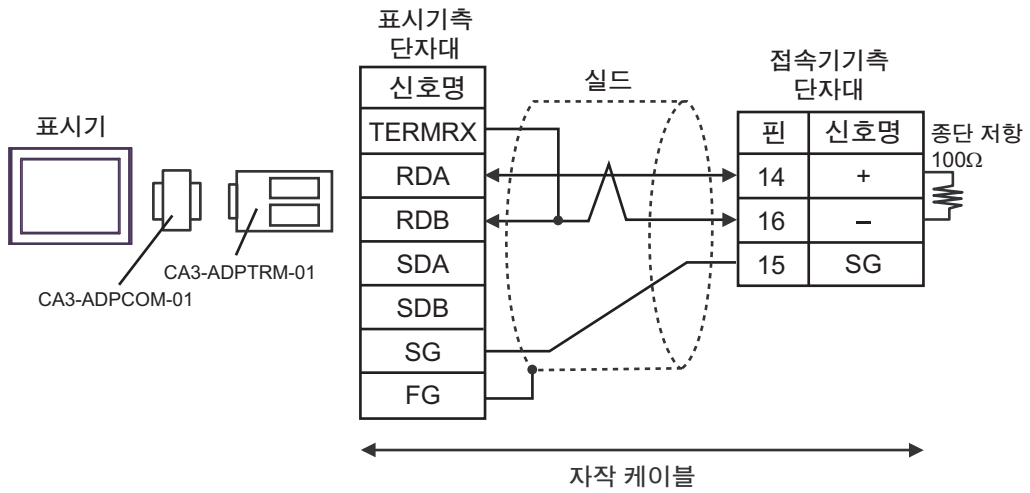 표시기측
단자대
신호명
TERMRX
RDA
RDB
SDA
SDB
SG
FG
실드
접속기기측
단자대
핀 신호명
14 +
16 –
15 SG
종단 저항
100Ω
표시기
CA3-ADPTRM-01
CA3-ADPCOM-01
자작 케이블